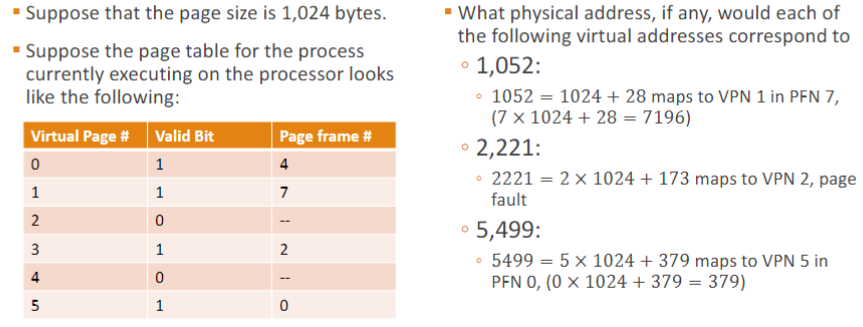 ▪ Suppose that the page size is 1,024 bytes.
▪ Suppose the page table for the process
currently executing on the processor looks
like the following:
Virtual Page # Valid Bit Page frame #
0 1 4
1 1 7
2 0 --
3 1 2
4 0 --
5 1 0
▪ What physical address, if any, would each of
the following virtual addresses correspond to
◦ 1,052:
◦ 1052 = 1024 + 28 maps to VPN 1 in PFN 7,
(7 × 1024 + 28 = 7196)
◦ 2,221:
◦ 2221 = 2 × 1024 + 173 maps to VPN 2, page
fault
◦ 5,499:
◦ 5499 = 5 × 1024 + 379 maps to VPN 5 in
PFN 0, (0 × 1024 + 379 = 379)